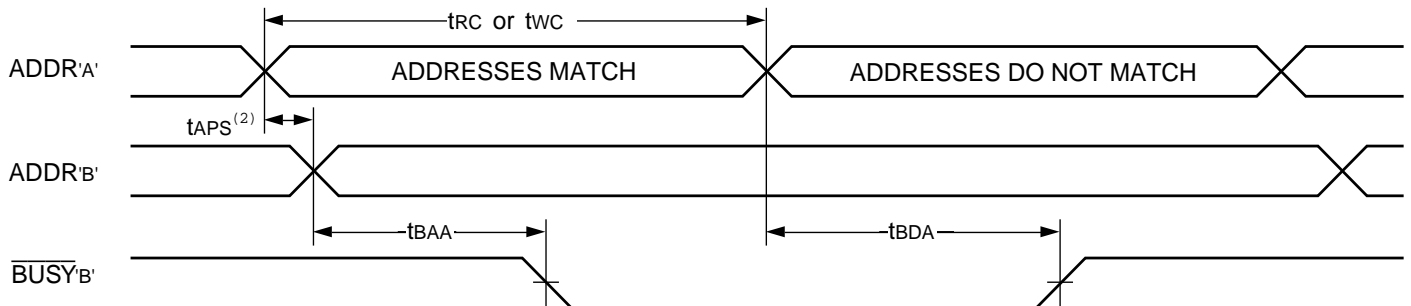 tRC or tWC
ADDR'A'
ADDRESSES MATCH
ADDRESSES DO NOT MATCH
tAPS(2)
ADDR'B'
tBAA
tBDA
BUSY'B'